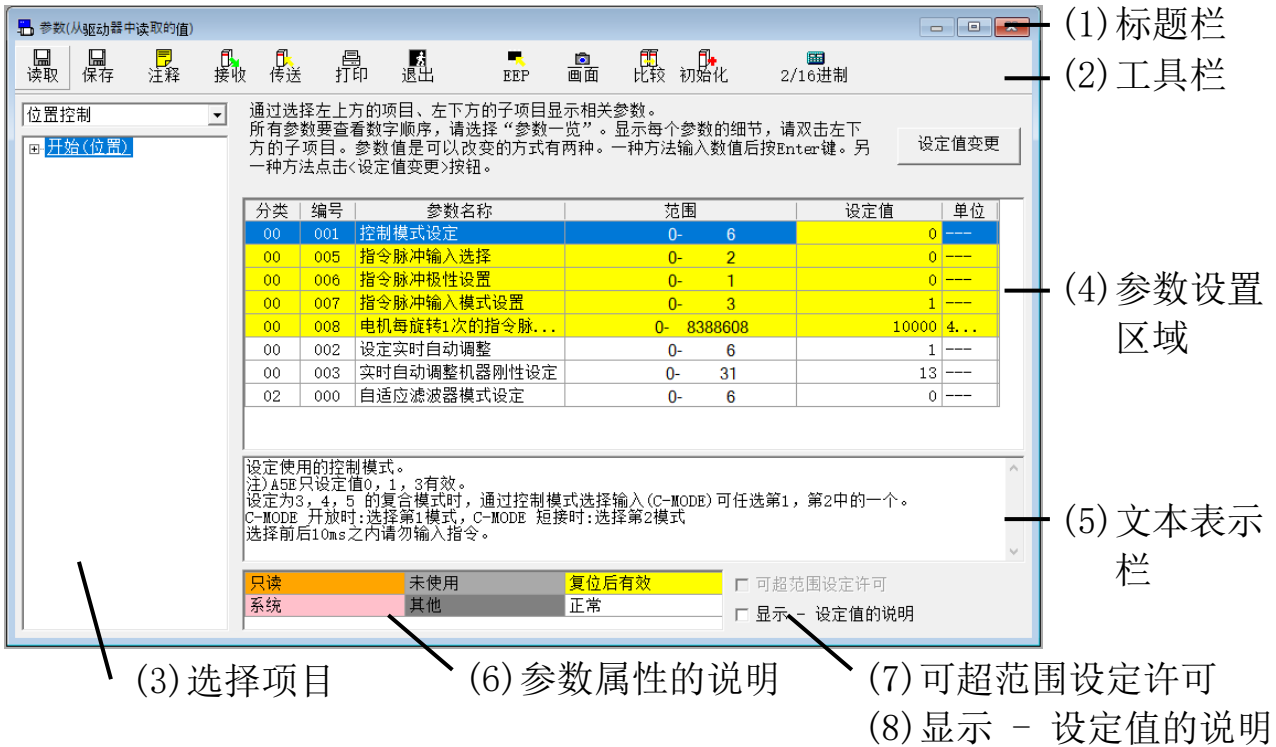 参数(从驱动器中读取的值)
(1)标题栏
读取 保存 注释 接收 传送 打印 退出 EEP 画面 比较 初始化 2/16进制
(2)工具栏
位置控制
开始(位置)
通过选择左上方的项目、左下方的子项目显示相关参数。
所有参数要查看数字顺序，请选择“参数一览”。显示每个参数的细节，请双击左下
方的子项目。参数值是可以改变的方式有两种。一种方法输入数值后按Enter键。另
一种方法点击<设定值变更>按钮。
设定值变更
分类 编号 参数名称 范围 设定值 单位
00 001 控制模式设定 0- 6 0 ---
00 005 指令脉冲输入选择 0- 2 0 ---
00 006 指令脉冲极性设置 0- 1 0 ---
00 007 指令脉冲输入模式设置 0- 3 1 ---
00 008 电机每旋转1次的指令脉... 0- 8388608 10000 4...
00 002 设定实时自动调整 0- 6 1 ---
00 003 实时自动调整机器刚性设定 0- 31 13 ---
02 000 自适应滤波器模式设定 0- 6 0 ---
(4)参数设置
区域
设定使用的控制模式。
注)A5E只设定值0，1，3有效。
设定为3，4，5 的复合模式时，通过控制模式选择输入(C-MODE)可任选第1，第2中的一个。
C-MODE 开放时:选择第1模式，C-MODE 短接时:选择第2模式
选择前后10ms之内请勿输入指令。
(5)文本表示
栏
只读 未使用 复位后有效
系统 其他 正常
可超范围设定许可
显示 - 设定值的说明
(3)选择项目
(6)参数属性的说明
(7)可超范围设定许可
(8)显示 - 设定值的说明